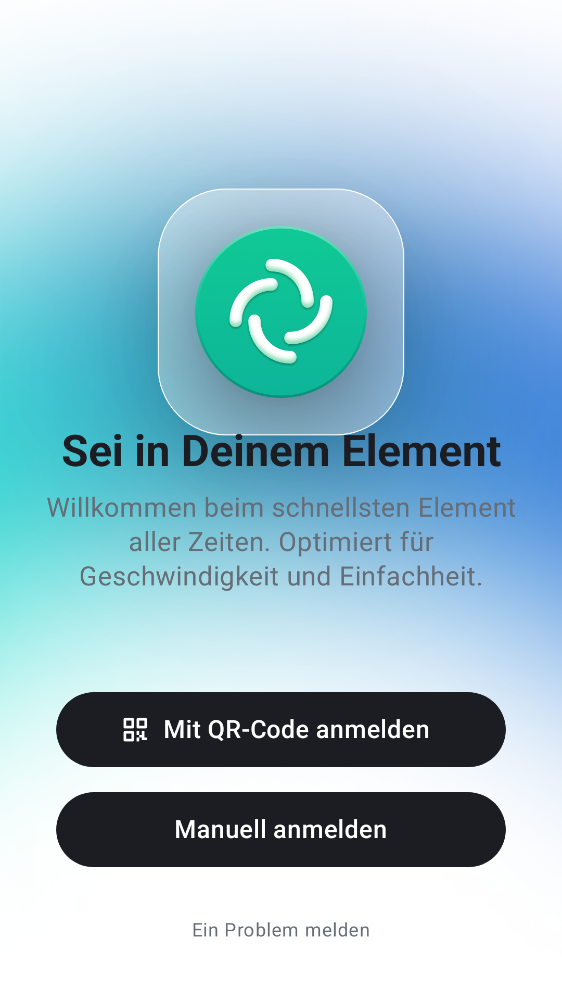 Sei in Deinem Element
Willkommen beim schnellsten Element
aller Zeiten. Optimiert für
Geschwindigkeit und Einfachheit.
Mit QR-Code anmelden
Manuell anmelden
Ein Problem melden